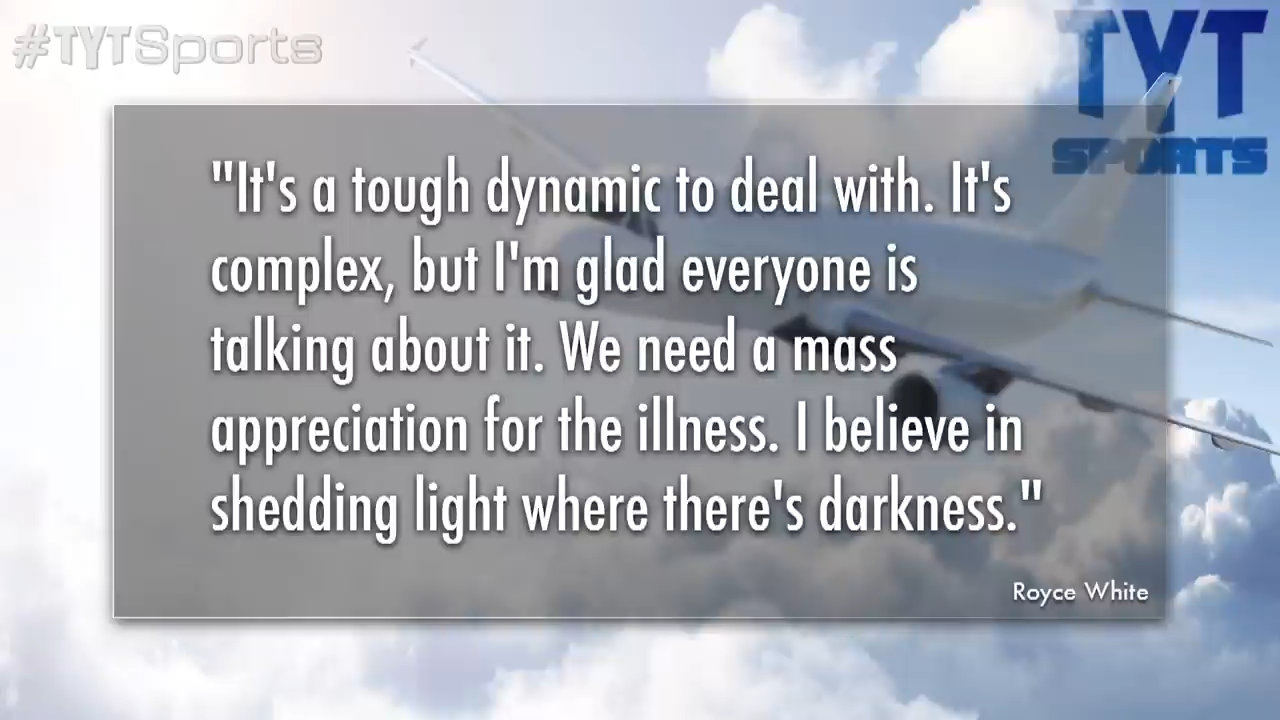 #TYTSports
TYT
SPORTS
"It's a tough dynamic to deal with. It's
complex, but I'm glad everyone is
talking about it. We need a mass
appreciation for the illness. I believe in
shedding light where there's darkness."
Royce White